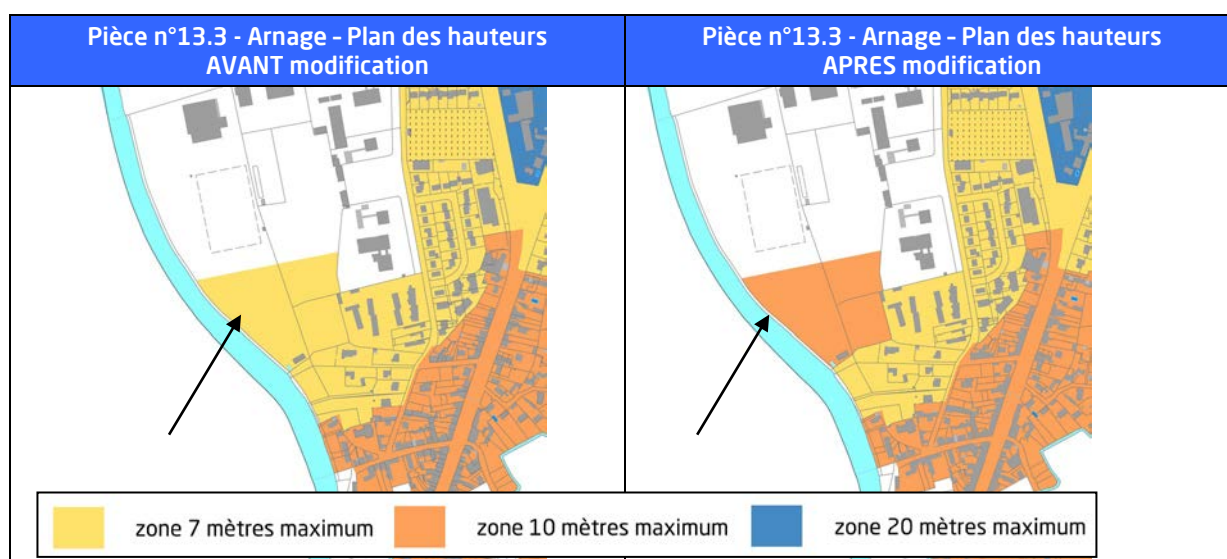 Pièce n°13.3 - Arnage – Plan des hauteurs
AVANT modification
Pièce n°13.3 - Arnage – Plan des hauteurs
APRES modification
zone 7 mètres maximum
zone 10 mètres maximum
zone 20 mètres maximum